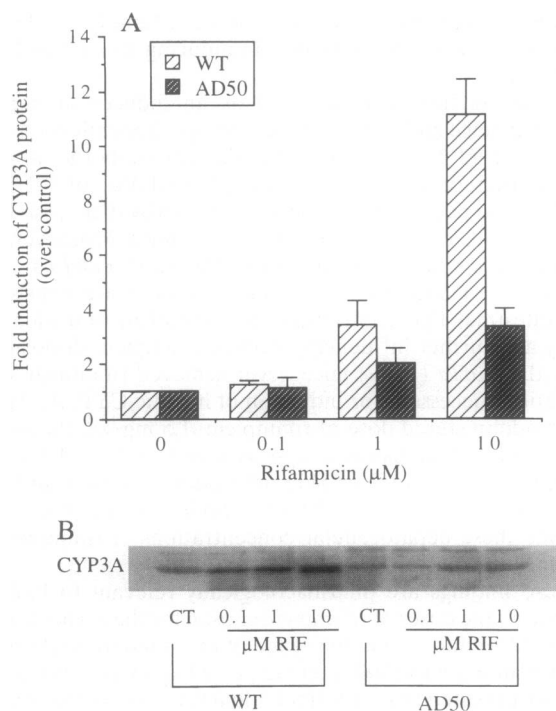 A
14
12
10
8
6
4
2
0
Fold induction of CYP3A protein
(over control)
WT
AD50
0 0.1 1 10
Rifampicin (µM)
B
CYP3A
CT 0.1 1 10 CT 0.1 1 10
µM RIF µM RIF
WT AD50